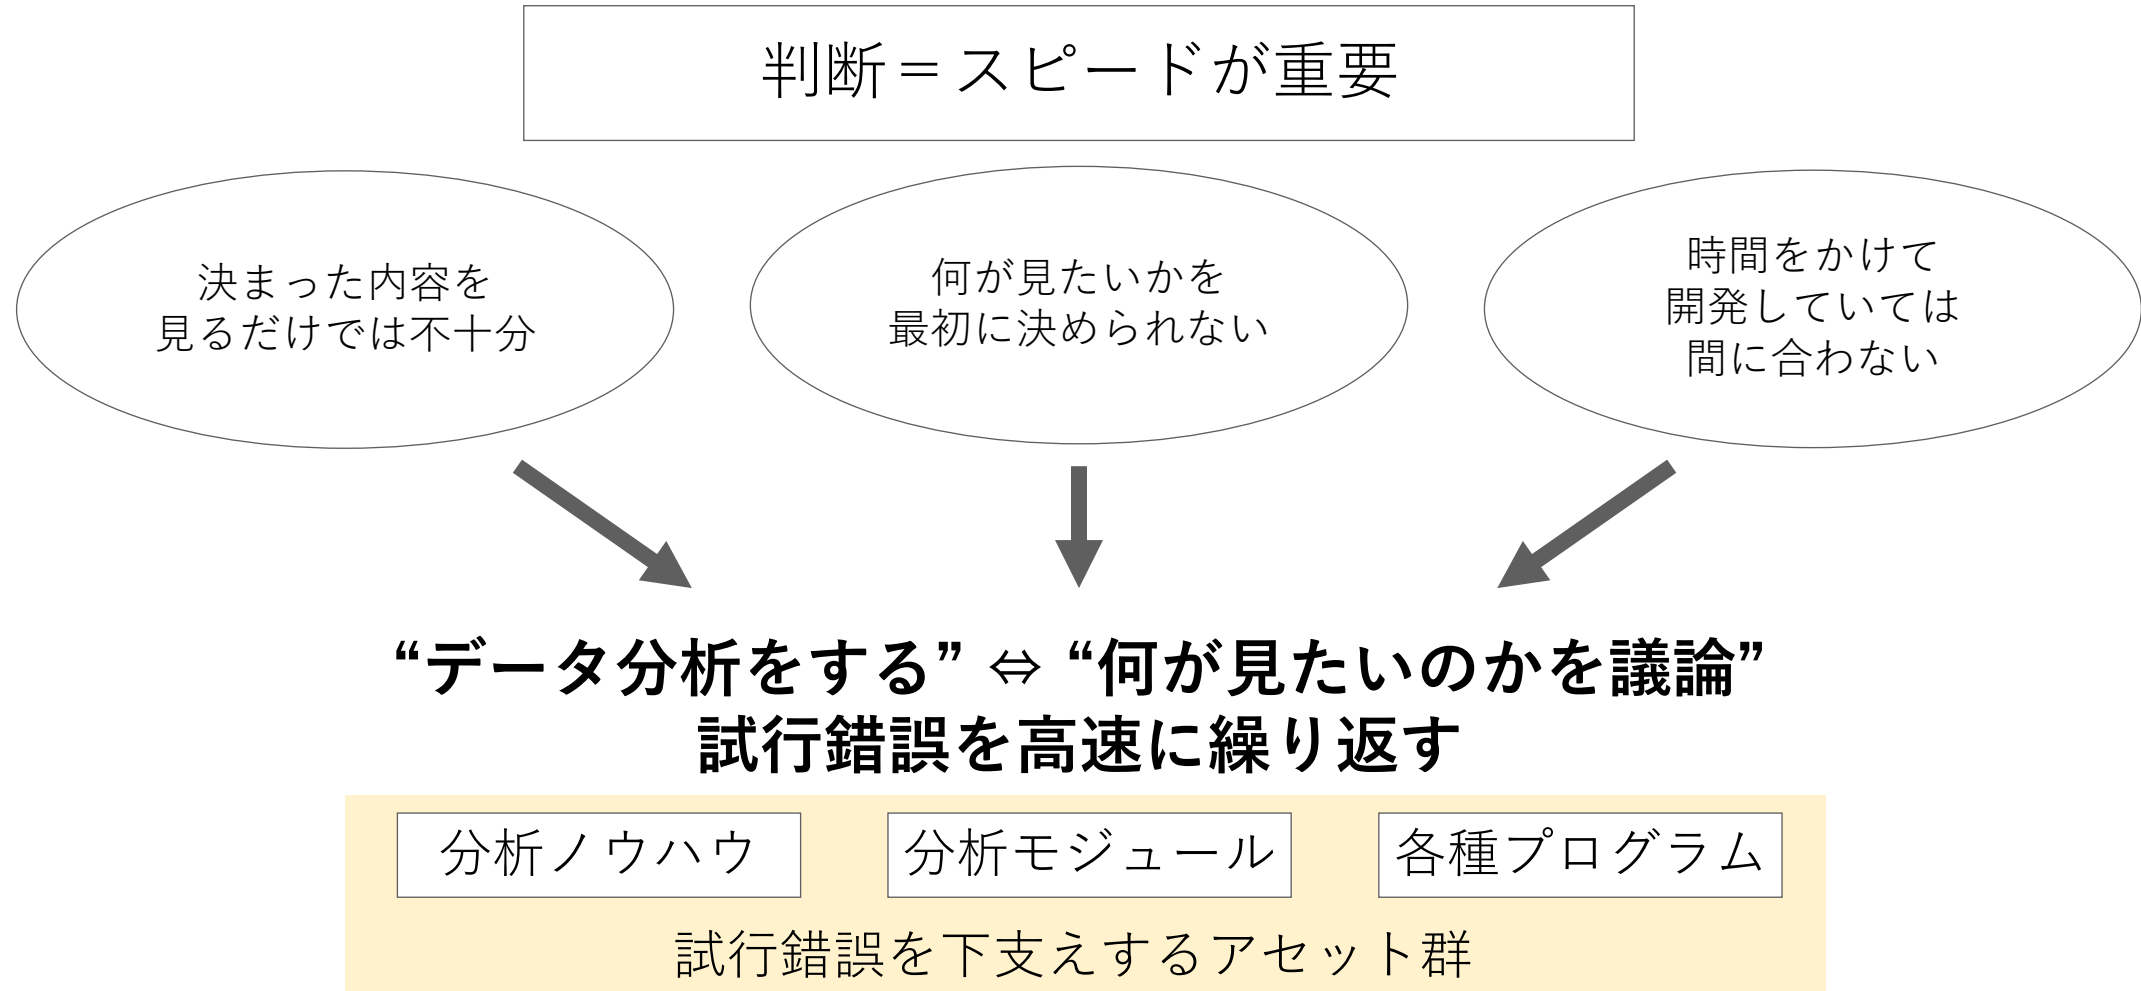 判断＝スピードが重要
決まった内容を
見るだけでは不十分
何が見たいかを
最初に決められない
時間をかけて
開発していては
間に合わない
“データ分析をする” ⇔ “何が見たいのかを議論”
試行錯誤を高速に繰り返す
分析ノウハウ
分析モジュール
各種プログラム
試行錯誤を下支えするアセット群